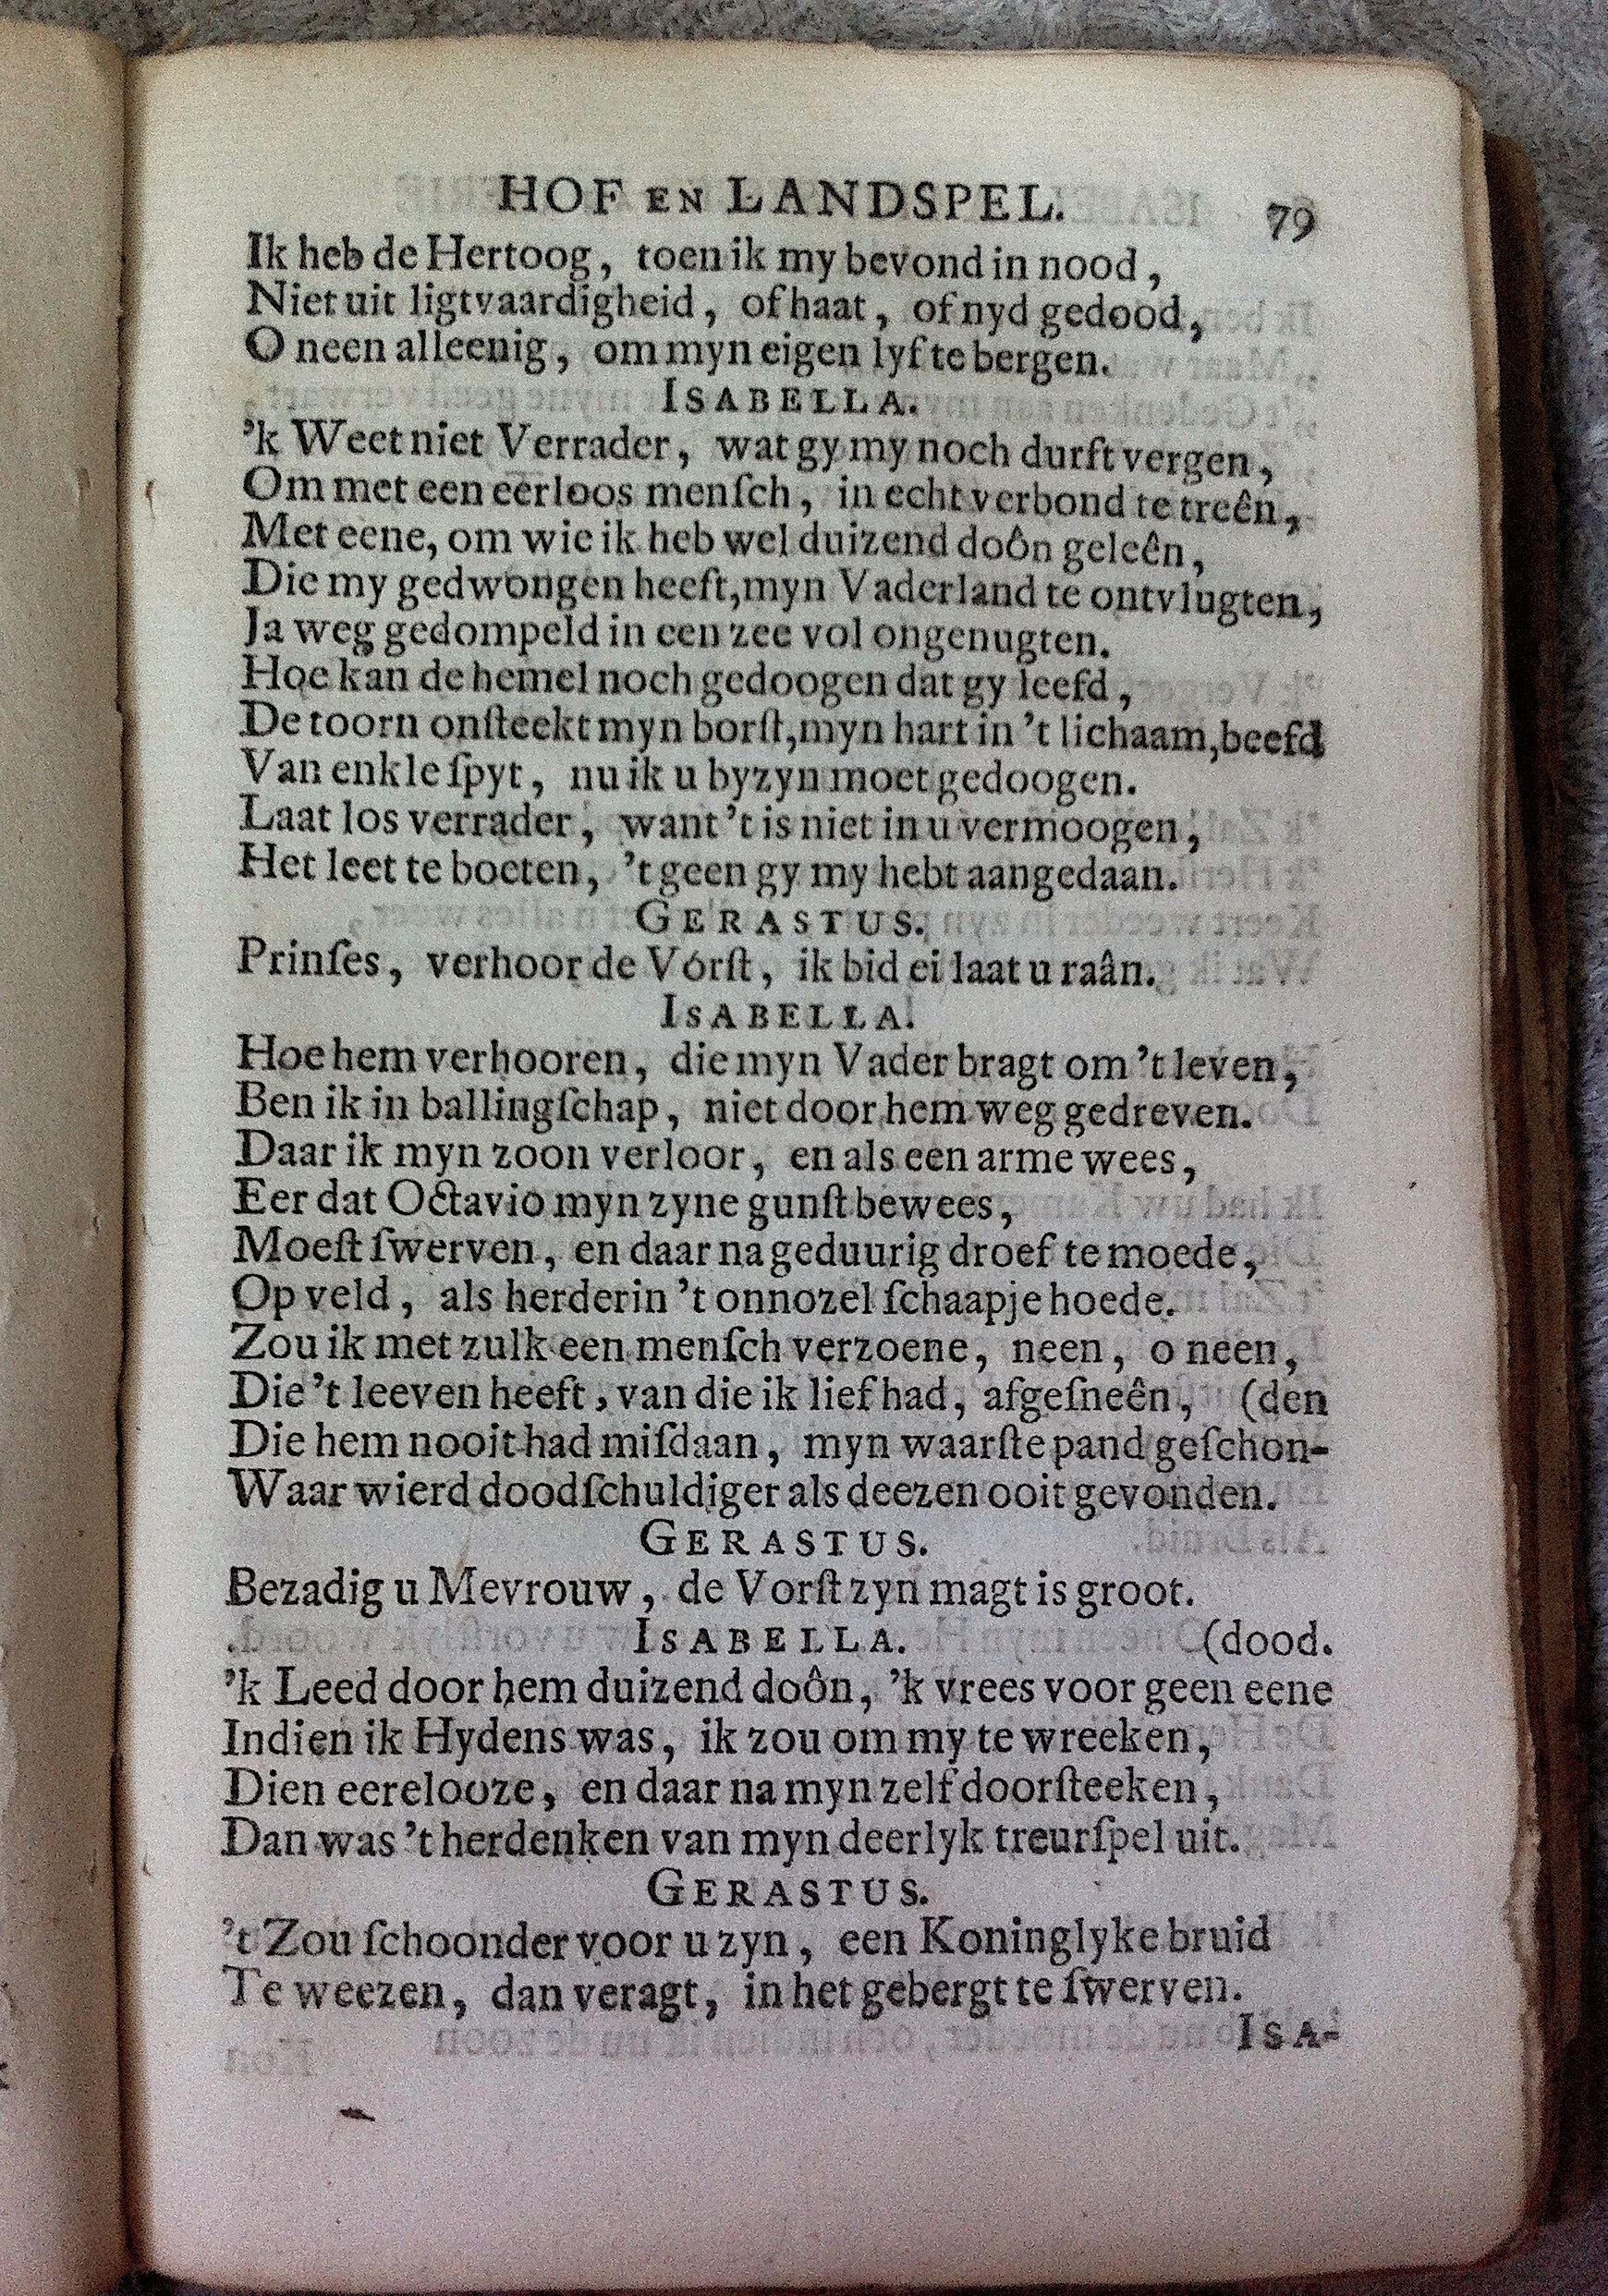 HOF EN LANDSPEL. 79
Ik heb de Hertoog, toen ik my bevond in nood,
Niet uit ligtvaardigheid, of haat, of nyd gedood,
O neen alleenig, om myn eigen lyf te bergen.
ISABELLA.
'k Weet niet Verrader, wat gy my noch durft vergen,
Om met een eerloos menſch, in echt verbond te treên,
Met eene, om wie ik heb wel duizend doôn geleên,
Die my gedwongen heeft, myn Vaderland te ontvlugten,
Ja weg gedompeld in een zee vol ongenugten.
Hoe kan de hemel noch gedoogen dat gy leefd,
De toorn onſteekt myn borſt, myn hart in 't lichaam, beefd
Van enkle ſpyt, nu ik u byzyn moet gedoogen.
Laat los verrader, want 't is niet in u vermoogen,
Het leet te boeten, 't geen gy my hebt aangedaan.
GERASTUS.
Prinſes, verhoor de Vorſt, ik bid ei laat u raân.
ISABELLA.
Hoe hem verhooren, die myn Vader bragt om 't leven,
Ben ik in ballingſchap, niet door hem weg gedreven.
Daar ik myn zoon verloor, en als een arme wees,
Eer dat Octavio myn zyne gunſt bewees,
Moeſt ſwerven, en daar na geduurig droef te moede,
Op veld, als herderin 't onnozel ſchaapje hoede.
Zou ik met zulk een menſch verzoene, neen, o neen,
Die 't leeven heeft, van die ik lief had, afgeſneên, (den
Die hem nooit had miſdaan, myn waarſte pand geſchon-
Waar wierd doodſchuldiger als deezen ooit gevonden.
GERASTUS.
Bezadig u Mevrouw, de Vorſt zyn magt is groot.
ISABELLA. (dood.
'k Leed door hem duizend doôn, 'k vrees voor geen eene
Indien ik Hydens was, ik zou om my te wreeken,
Dien eerelooze, en daar na myn zelf doorſteeken,
Dan was 't herdenken van myn deerlyk treurſpel uit.
GERASTUS.
't Zou ſchoonder voor u zyn, een Koninglyke bruid
Te weezen, dan veragt, in het gebergt te ſwerven.
ISA-